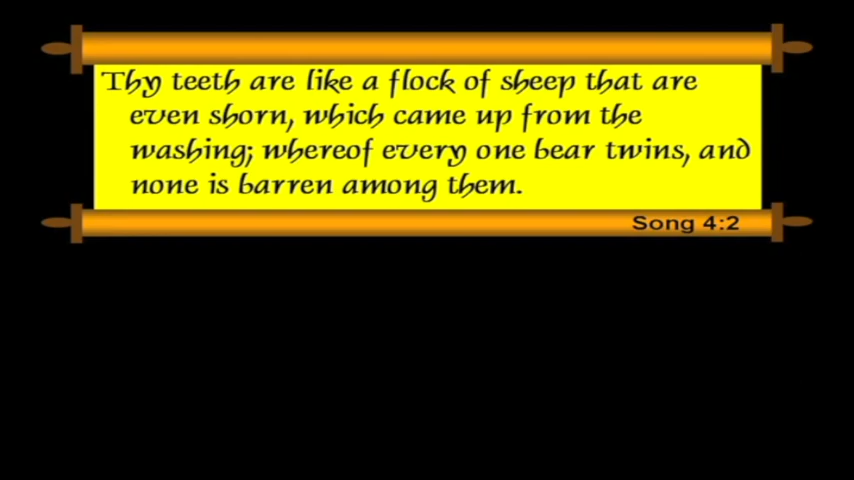 Thy teeth are like a flock of sheep that are
even shorn, which came up from the
washing; whereof every one bear twins, and
none is barren among them.
Song 4:2